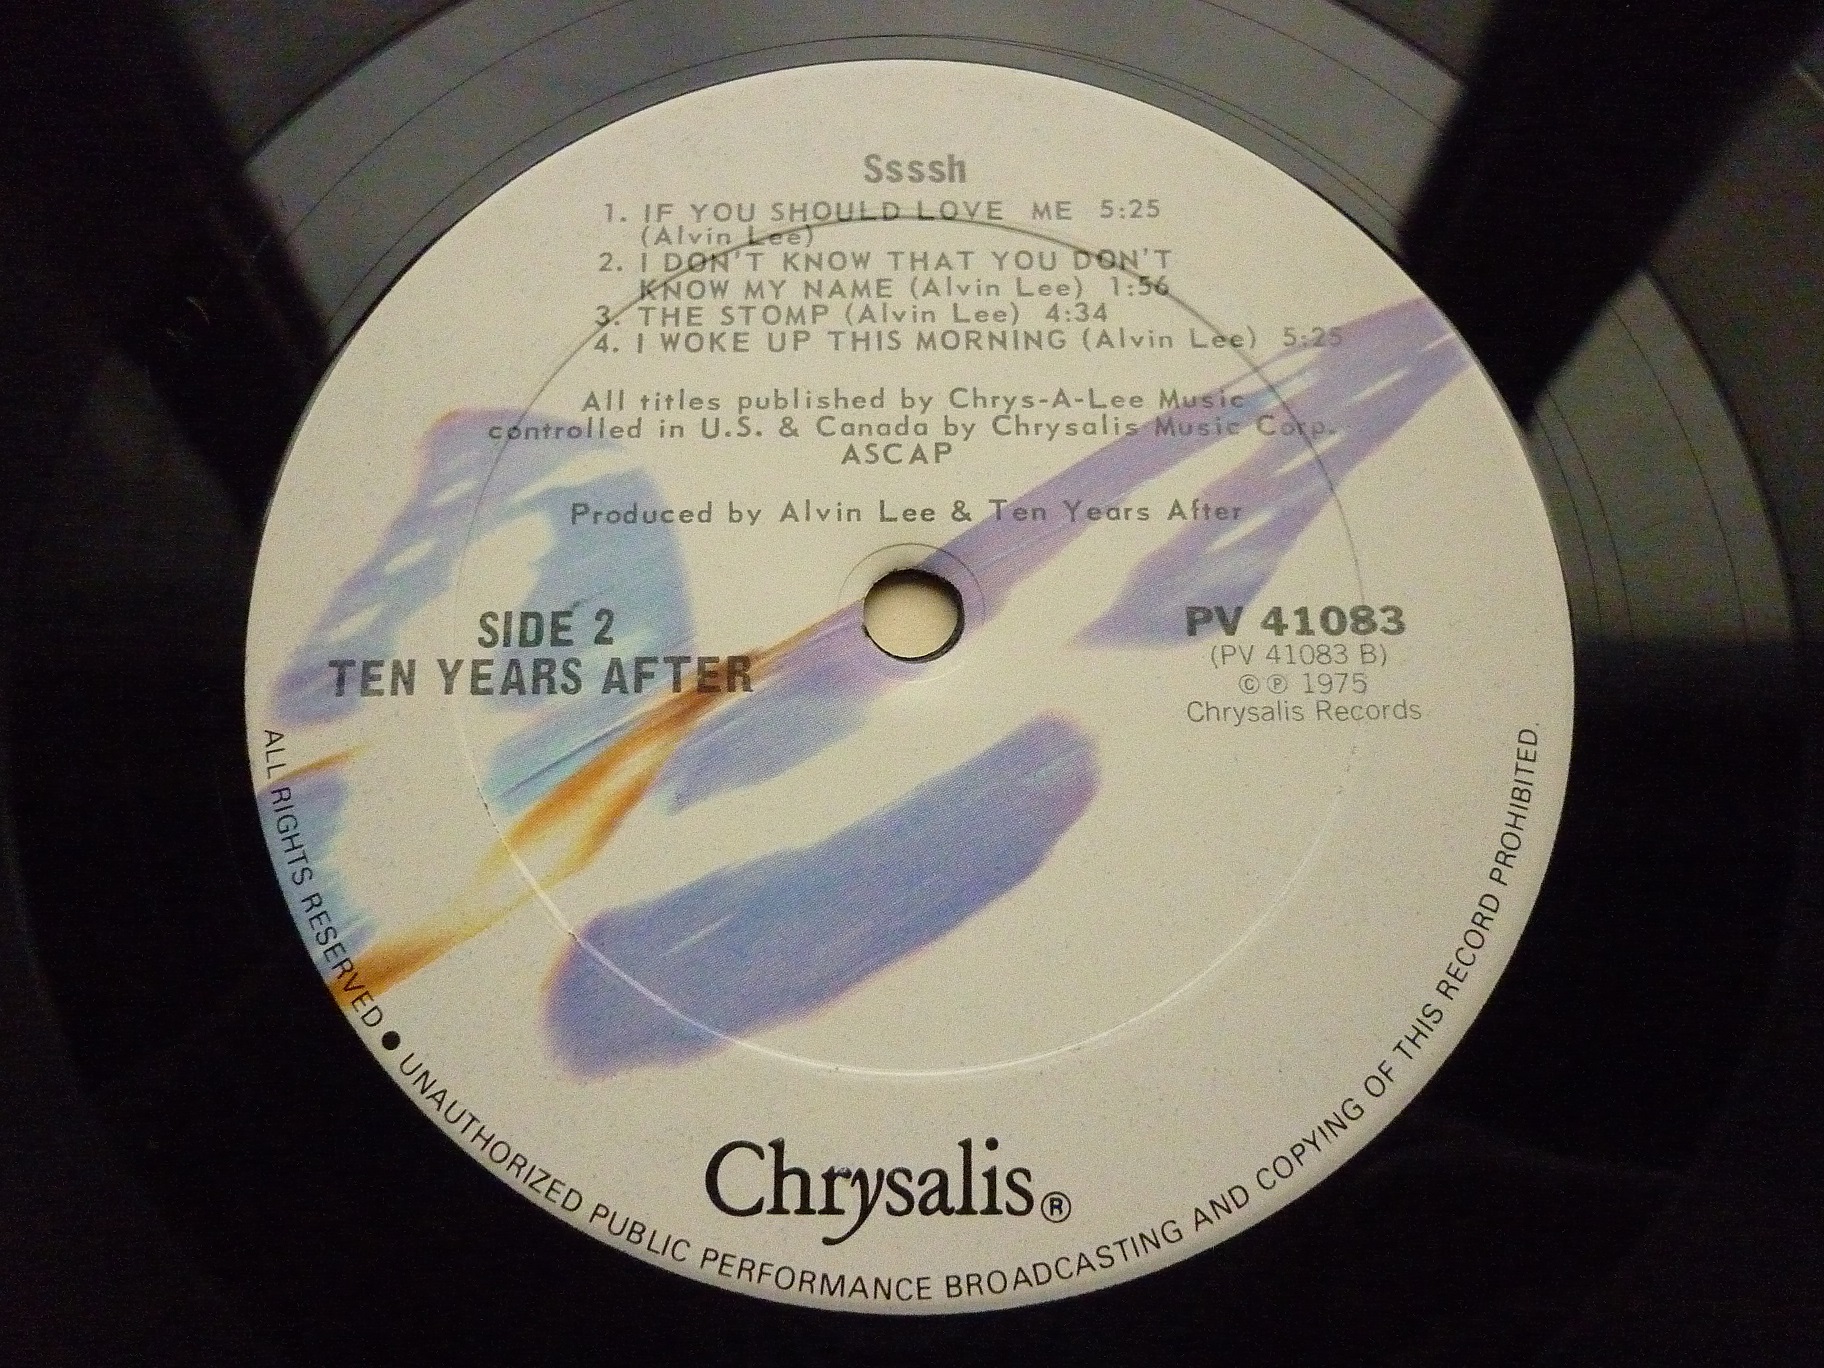 Ssssh
1. IF YOU SHOULD LOVE ME 5:25
(Alvin Lee)
2. I DON'T KNOW THAT YOU DON'T
KNOW MY NAME (Alvin Lee) 1:56
3. THE STOMP (Alvin Lee) 4:34
4. I WOKE UP THIS MORNING (Alvin Lee) 5:25
All titles published by Chrys-A-Lee Music
controlled in U.S. & Canada by Chrysalis Music Corp.
ASCAP
Produced by Alvin Lee & Ten Years After
SIDE 2
TEN YEARS AFTER
PV 41083
(PV 41083 B)
©℗ 1975
Chrysalis Records
Chrysalis®
ALL RIGHTS RESERVED ● UNAUTHORIZED PUBLIC PERFORMANCE BROADCASTING AND COPYING OF THIS RECORD PROHIBITED.